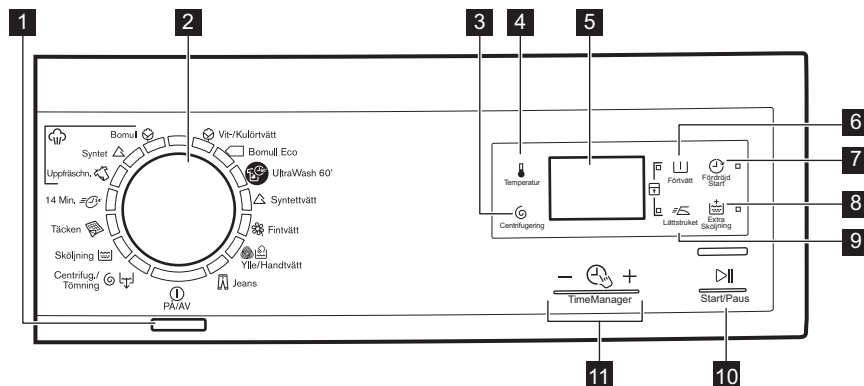 1
2
3
4
5
6
7
8
9
10
11
Bomull
Syntet
Uppfräschn.
14 Min.
Täcken
Sköljning
Centrifug./
Tömning
PÅ/AV
Vit-/Kulörtvätt
Bomull Eco
UltraWash 60'
Syntettvätt
Fintvätt
Ylle/Handtvätt
Jeans
Temperatur
Centrifugering
Förtvätt
Fördröjd
Start
Lättstruket
Extra
Sköljning
− +
TimeManager
Start/Paus